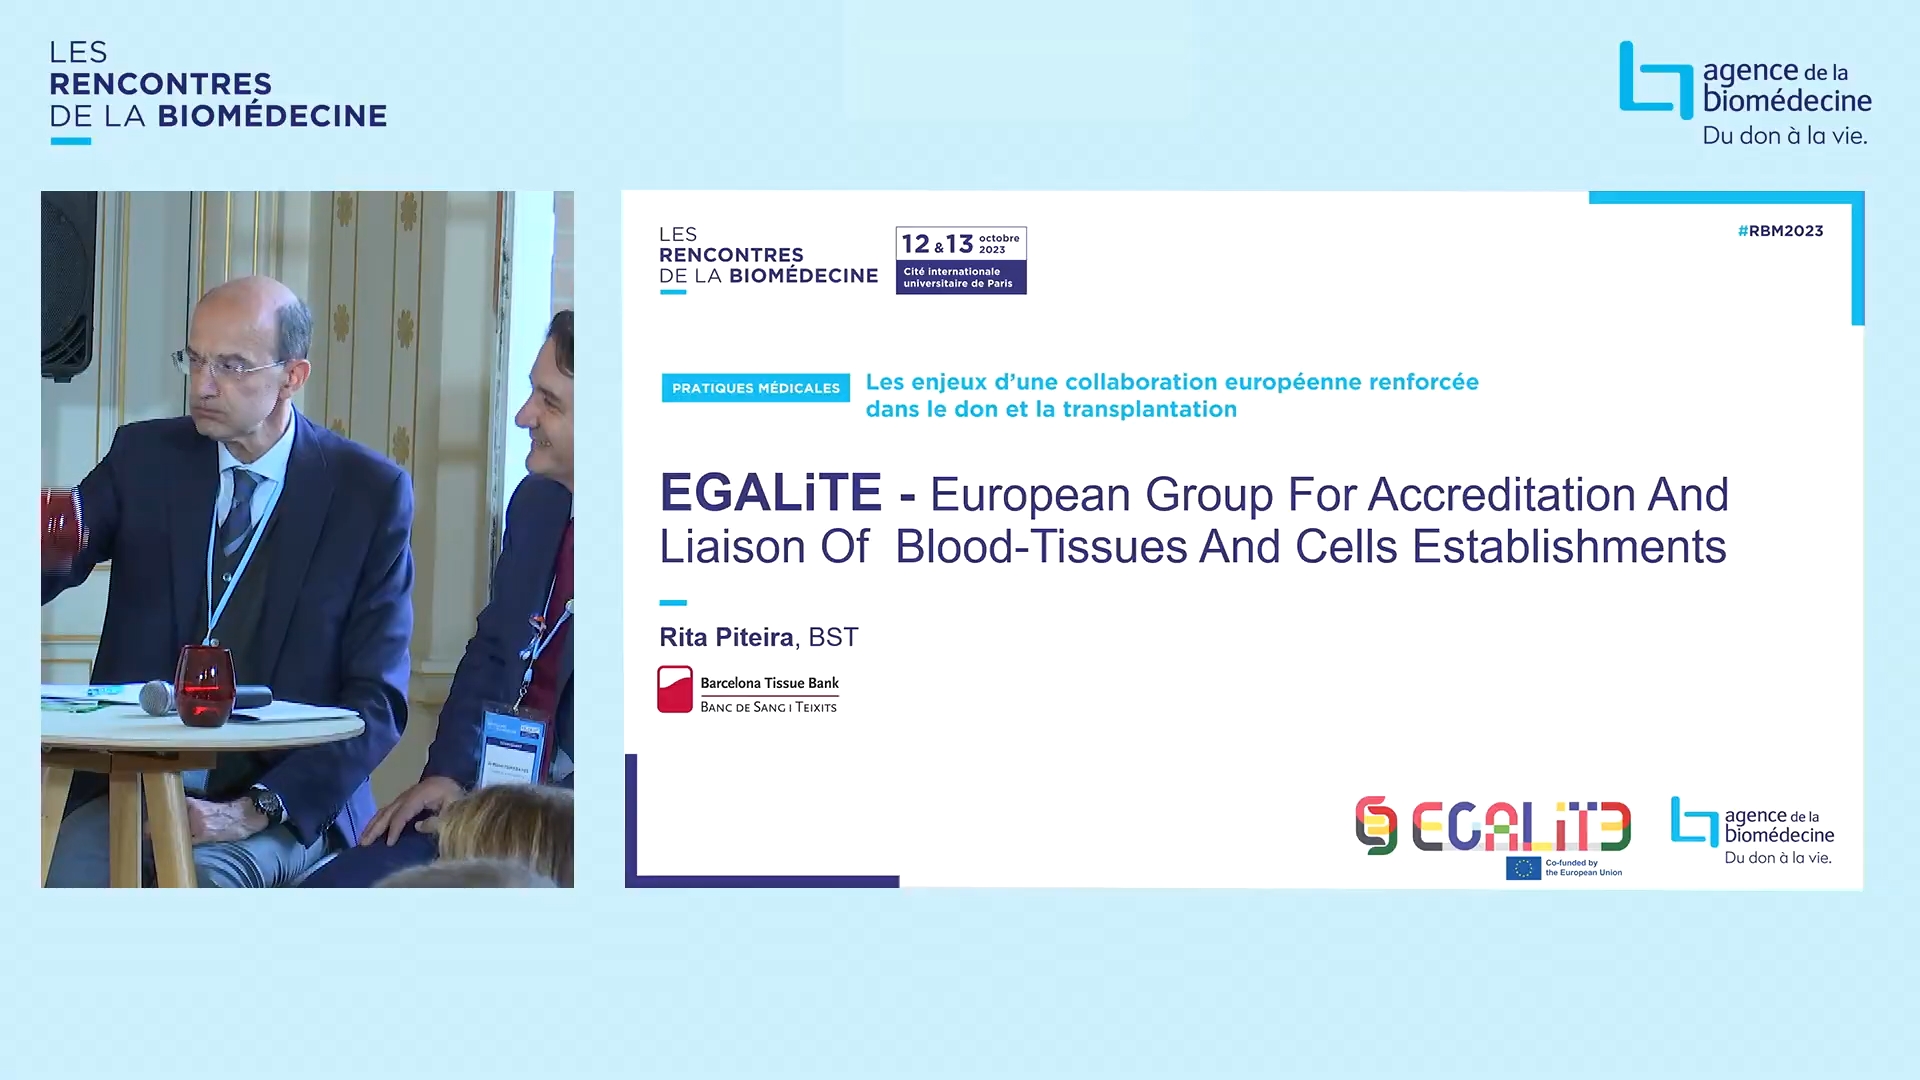 LES
RENCONTRES
DE LA BIOMÉDECINE
agence de la
biomédecine
Du don à la vie.
LES
RENCONTRES
DE LA BIOMÉDECINE
12 & 13 octobre
2023
Cité internationale
universitaire de Paris
#RBM2023
PRATIQUES MÉDICALES
Les enjeux d’une collaboration européenne renforcée
dans le don et la transplantation
EGALiTE - European Group For Accreditation And
Liaison Of Blood-Tissues And Cells Establishments
Rita Piteira, BST
Barcelona Tissue Bank
BANC DE SANG I TEIXITS
EGALiTE
Co-funded by
the European Union
agence de la
biomédecine
Du don à la vie.